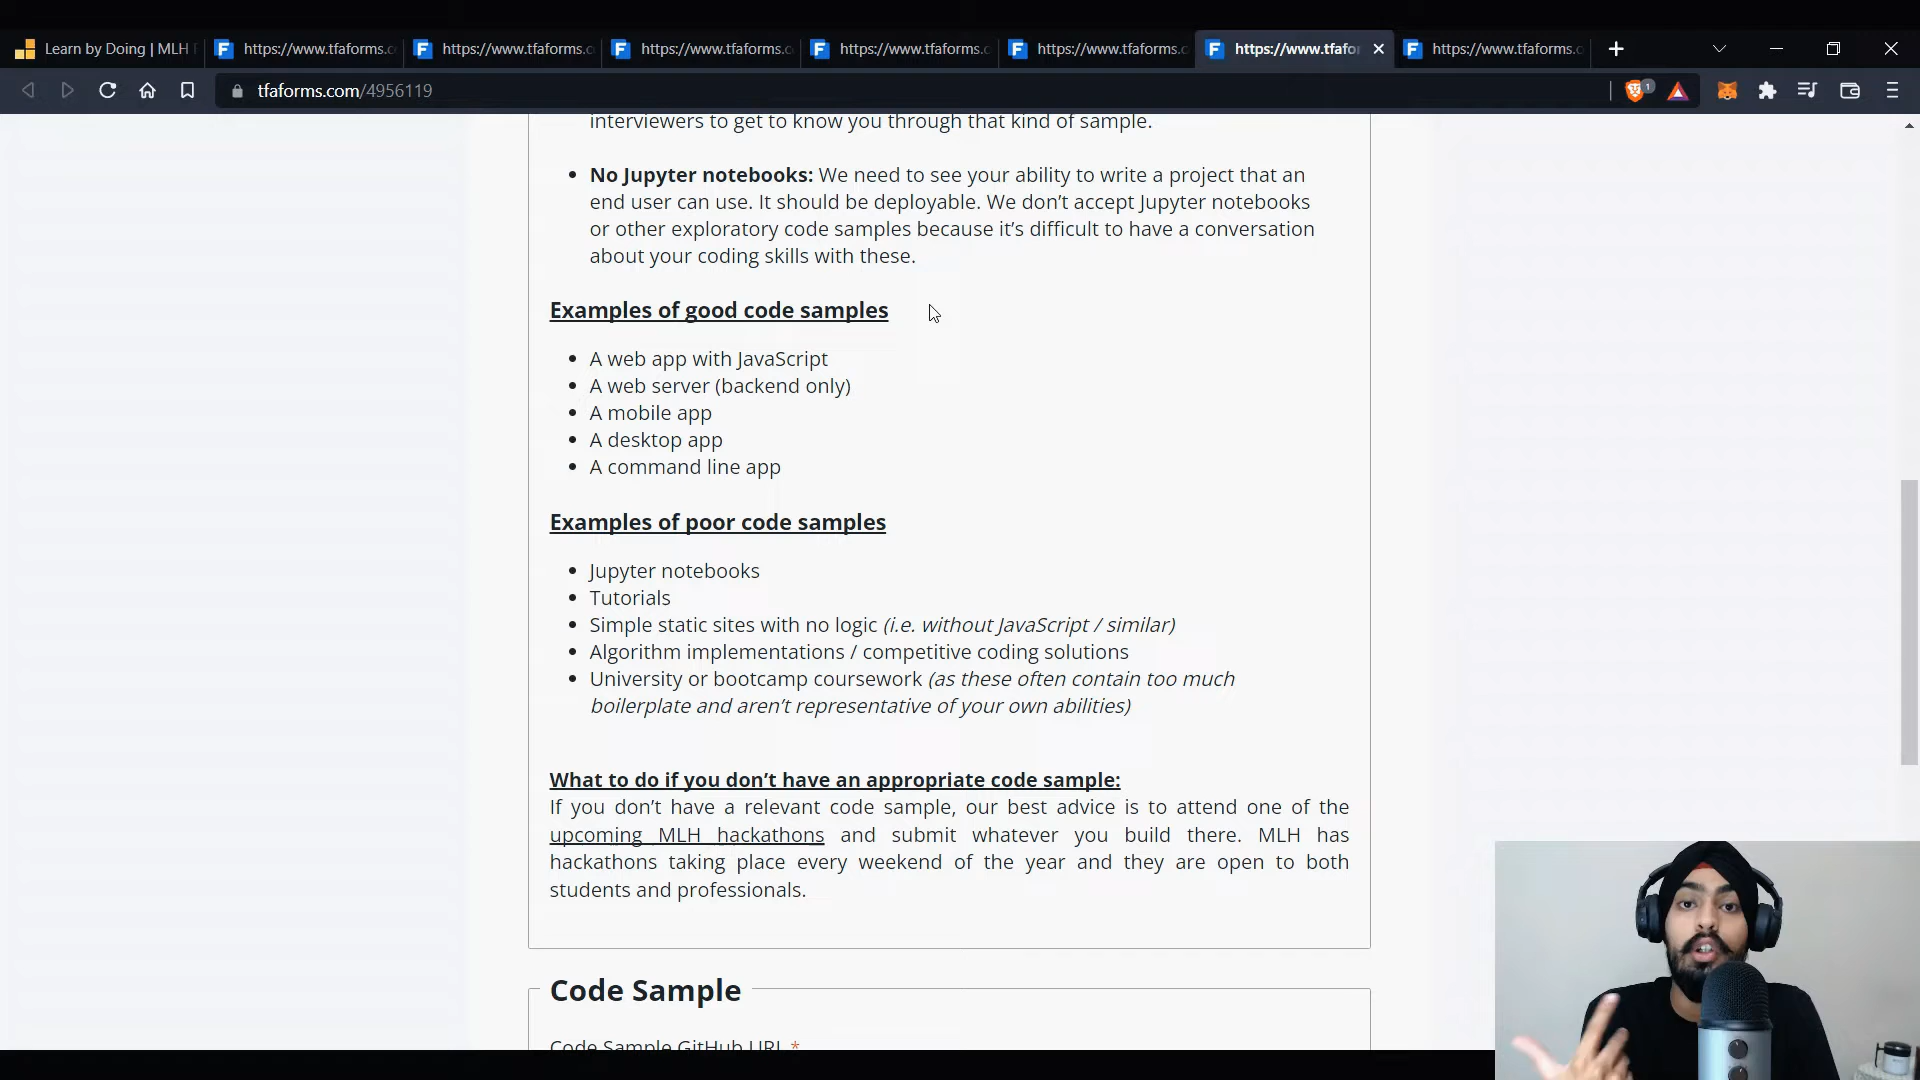 Learn by Doing | MLH
https://www.tfaforms.c
https://www.tfaforms.
https://www.tfaforms.c
https://www.tfaforms.c
https://www.tfaforms.
https://www.tfafo
https://www.tfaforms.c
tfaforms.com/4956119
1
interviewers to get to know you through that kind of sample.
No Jupyter notebooks: We need to see your ability to write a project that an
end user can use. It should be deployable. We don't accept Jupyter notebooks
or other exploratory code samples because it's difficult to have a conversation
about your coding skills with these.
Examples of good code samples
A web app with JavaScript
A web server (backend only)
A mobile app
A desktop app
A command line app
Examples of poor code samples
Jupyter notebooks
Tutorials
Simple static sites with no logic (i.e. without JavaScript / similar)
Algorithm implementations / competitive coding solutions
University or bootcamp coursework (as these often contain too much
boilerplate and aren't representative of your own abilities)
What to do if you don't have an appropriate code sample:
If you don't have a relevant code sample, our best advice is to attend one of the
upcoming MLH hackathons and submit whatever you build there. MLH has
hackathons taking place every weekend of the year and they are open to both
students and professionals.
Code Sample
Code Sample GitHub URL *